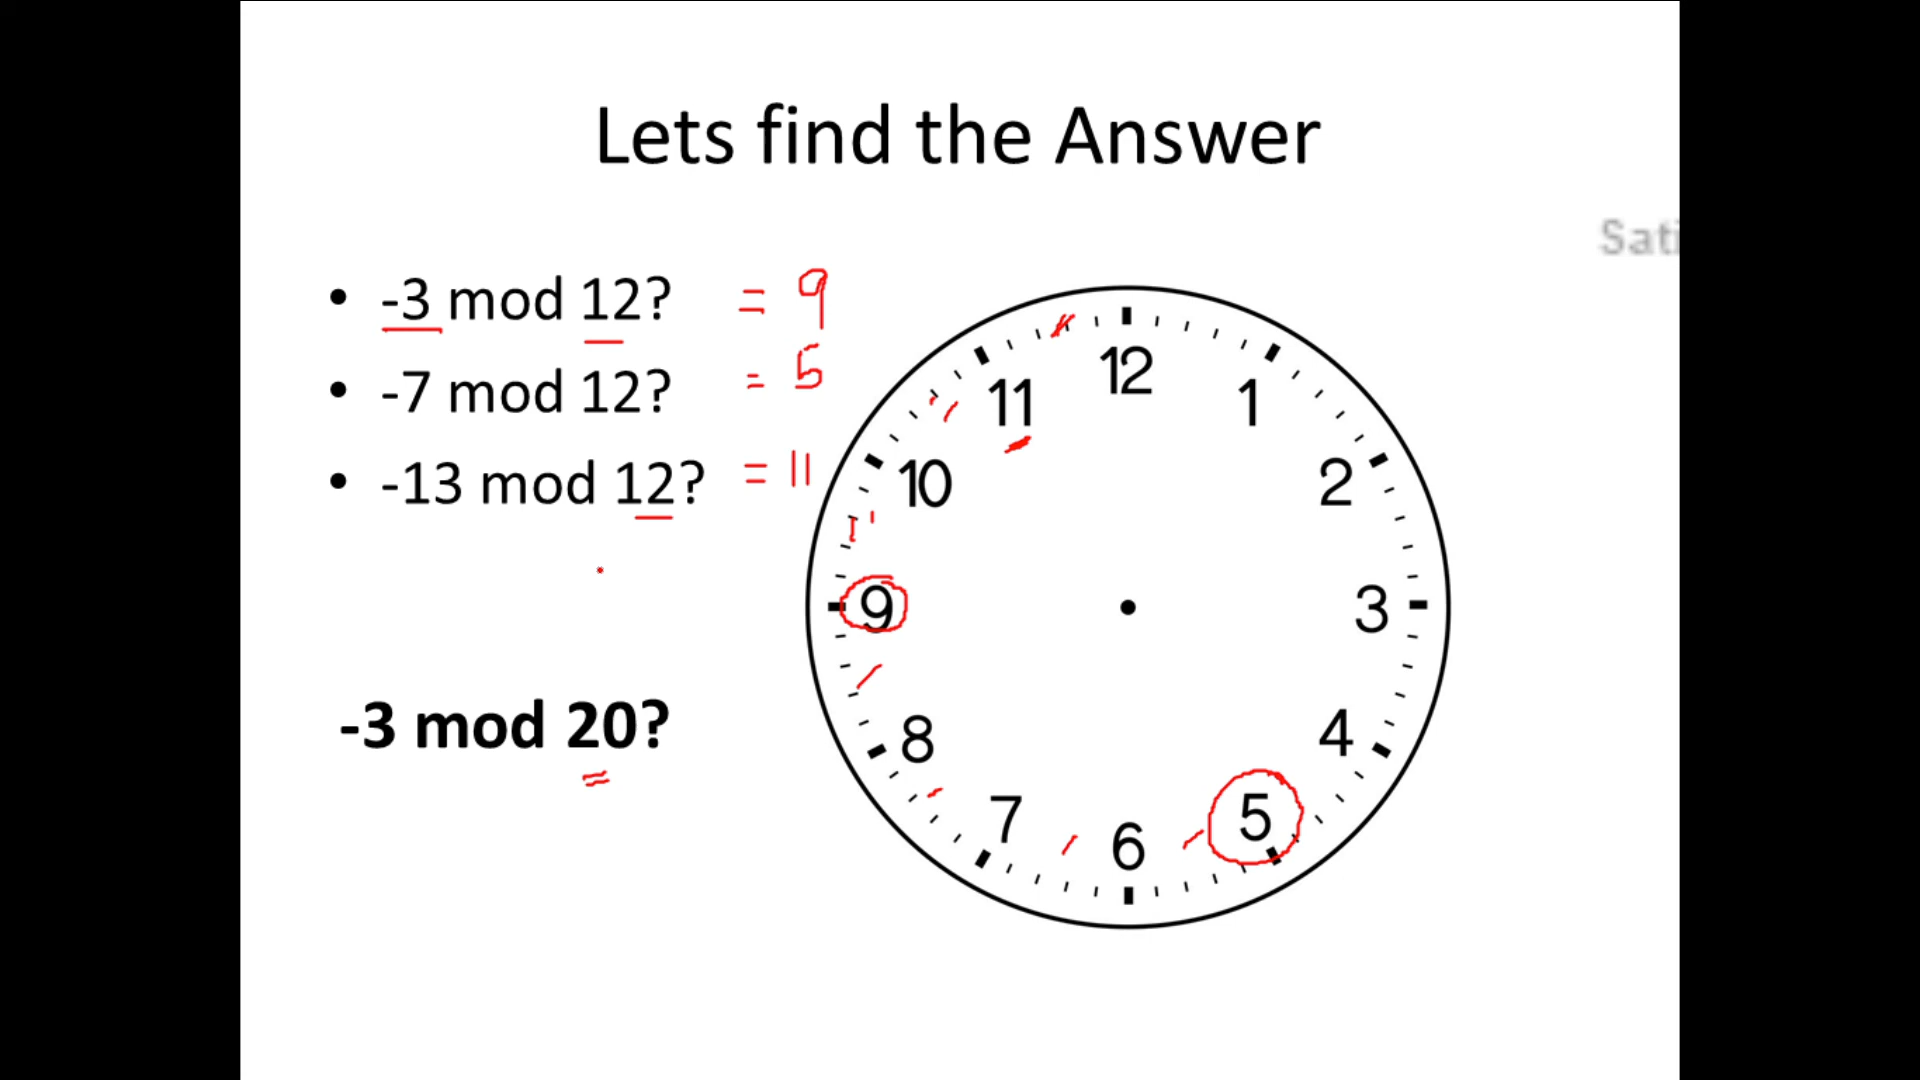 Lets find the Answer
Sati
• -3 mod 12? = 9
• -7 mod 12? = 5
• -13 mod 12? = 11
-3 mod 20?
12
11
1
10
2
9
3
8
4
7
5
6